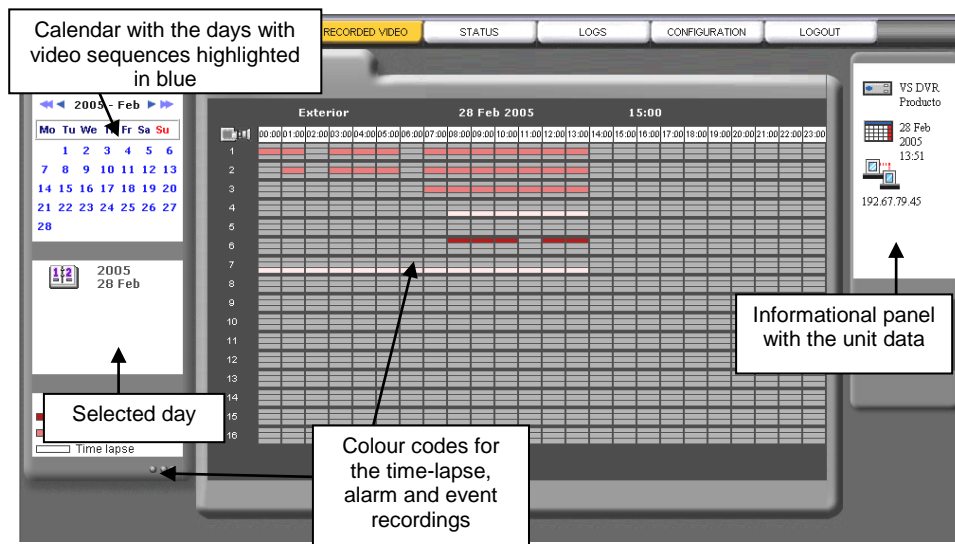 Calendar with the days with
video sequences highlighted
in blue
RECORDED VIDEO
STATUS
LOGS
CONFIGURATION
LOGOUT
2005 - Feb
Mo Tu We Fr Sa Su
1 2 3 4 5 6
7 8 9 10 11 12 13
14 15 16 17 18 19 20
21 22 23 24 25 26 27
28
2005
28 Feb
Selected day
Time lapse
Exterior 28 Feb 2005 15:00
00:00 01:00 02:00 03:00 04:00 05:00 06:00 07:00 08:00 09:00 10:00 11:00 12:00 13:00 14:00 15:00 16:00 17:00 18:00 19:00 20:00 21:00 22:00 23:00
1
2
3
4
5
6
7
8
9
10
11
12
13
14
15
16
Colour codes for
the time-lapse,
alarm and event
recordings
VS DVR
Producto
28 Feb
2005
13:51
192.67.79.45
Informational panel
with the unit data